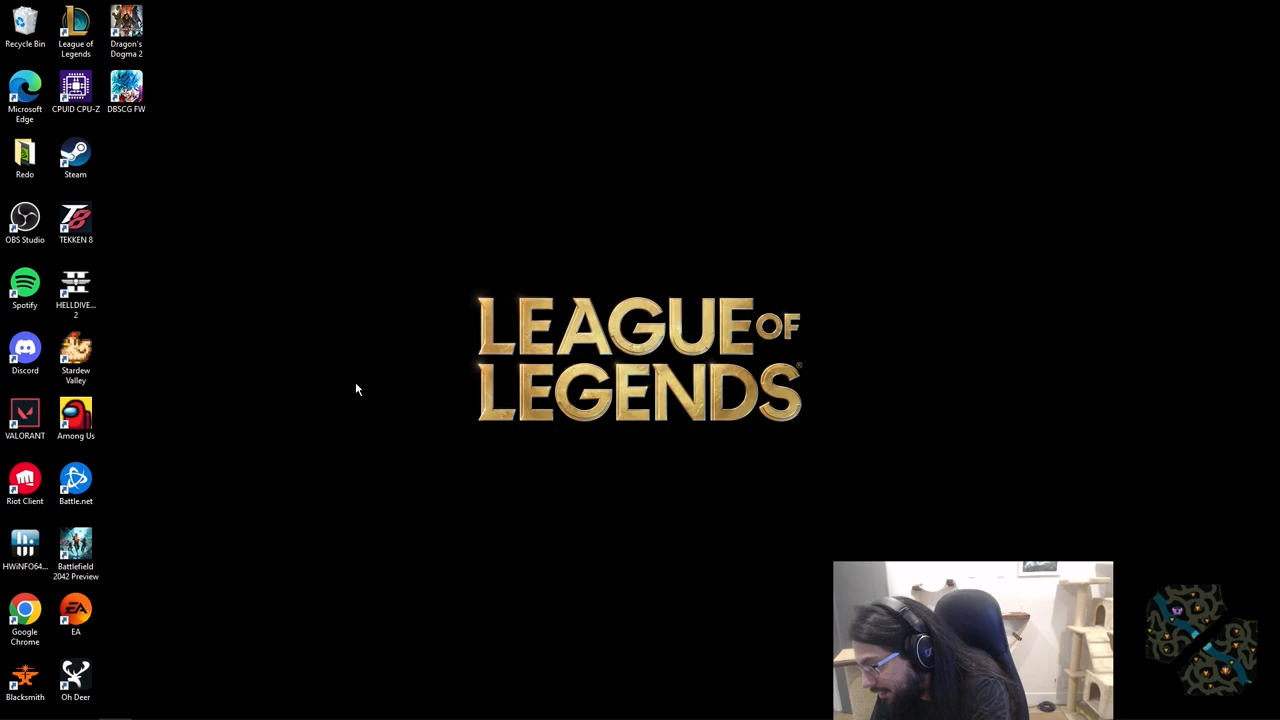 Recycle Bin
League of
Legends
Dragon's
Dogma 2
Microsoft
Edge
CPUID CPU-Z
DBSCG FW
Redo
Steam
OBS Studio
TEKKEN 8
Spotify
HELLDIVE...
2
Discord
Stardew
Valley
VALORANT
Among Us
Riot Client
Battle.net
HWiNFO64...
Battlefield
2042 Preview
Google
Chrome
EA
EA
Blacksmith
Oh Deer
LEAGUE OF
LEGENDS®